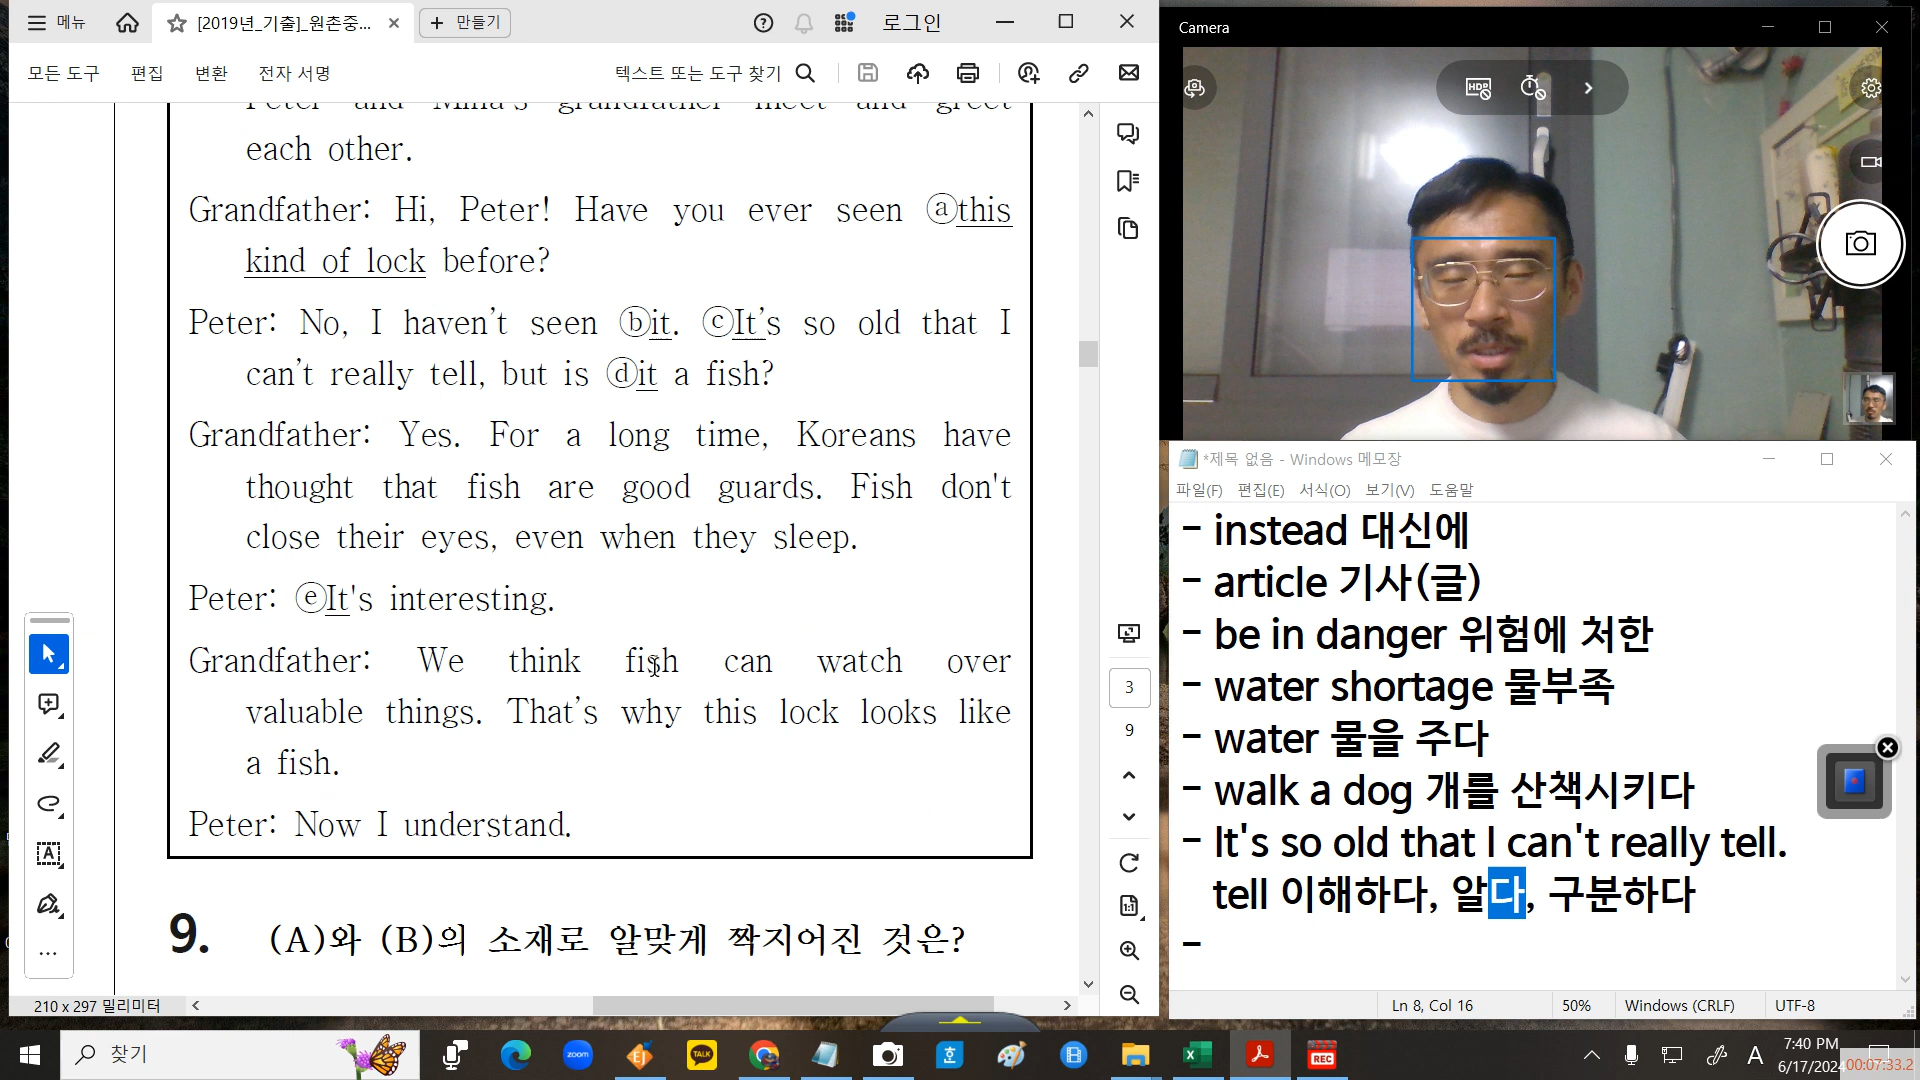 메뉴
[2019년_기출]_원촌중...
만들기
로그인
모든 도구
편집
변환
전자 서명
텍스트 또는 도구 찾기
Peter and Mina's grandfather meet and greet
each other.
Grandfather: Hi, Peter! Have you ever seen ⓐthis
kind of lock before?
Peter: No, I haven't seen ⓑit. ⓒIt's so old that I
can't really tell, but is ⓓit a fish?
Grandfather: Yes. For a long time, Koreans have
thought that fish are good guards. Fish don't
close their eyes, even when they sleep.
Peter: ⓔIt's interesting.
Grandfather: We think fish can watch over
valuable things. That's why this lock looks like
a fish.
Peter: Now I understand.
9. (A)와 (B)의 소재로 알맞게 짝지어진 것은?
3
9
210 x 297 밀리미터
Camera
*제목 없음 - Windows 메모장
파일(F) 편집(E) 서식(O) 보기(V) 도움말
- instead 대신에
- article 기사(글)
- be in danger 위험에 처한
- water shortage 물부족
- water 물을 주다
- walk a dog 개를 산책시키다
- It's so old that I can't really tell.
tell 이해하다, 알다, 구분하다
-
Ln 8, Col 16
50%
Windows (CRLF)
UTF-8
찾기
zoom
TALK
REC
A
7:40 PM
6/17/2024
00:07:33.2